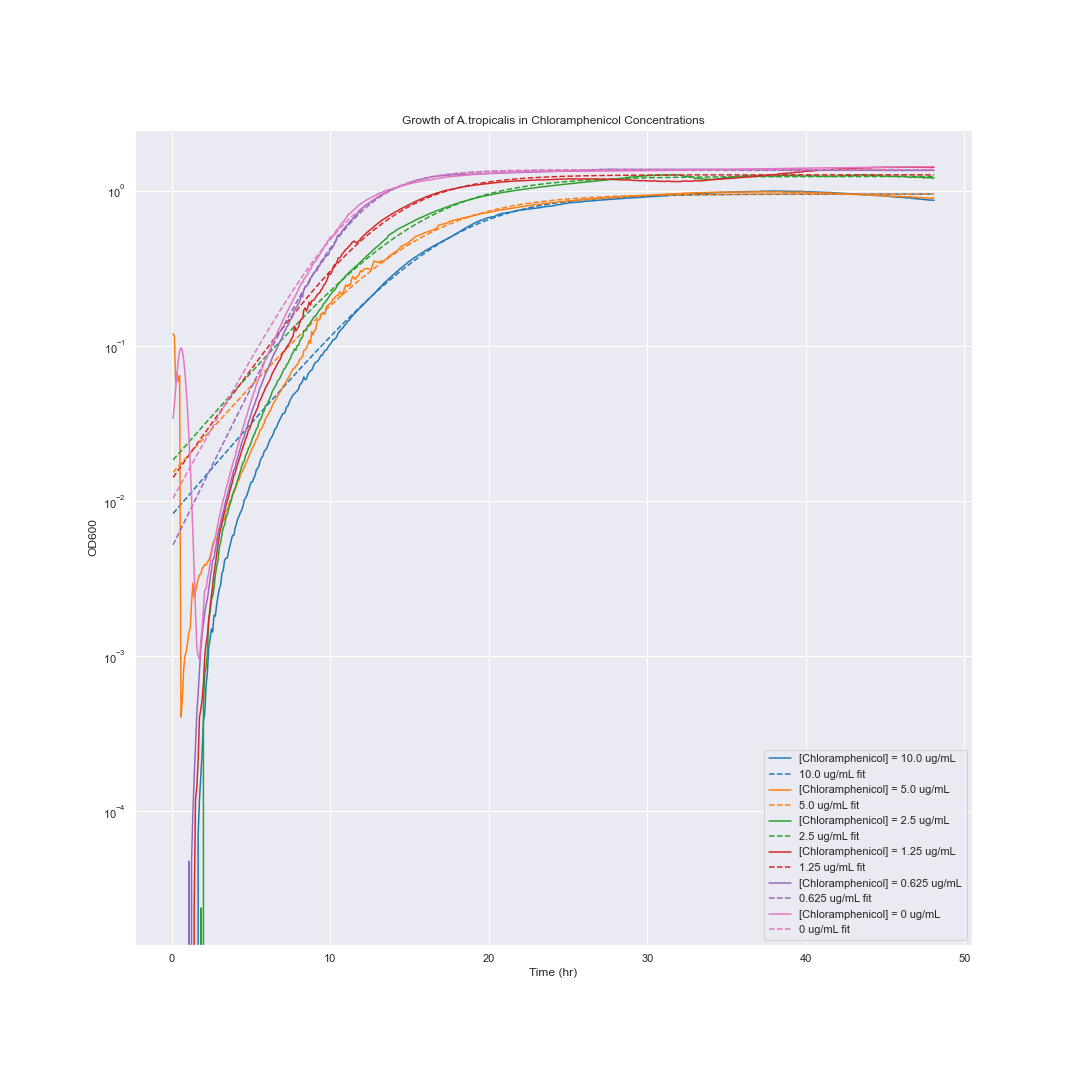 Growth of A.tropicalis in Chloramphenicol Concentrations
OD600
10⁰
10⁻¹
10⁻²
10⁻³
10⁻⁴
0 10 20 30 40 50
Time (hr)
[Chloramphenicol] = 10.0 ug/mL
10.0 ug/mL fit
[Chloramphenicol] = 5.0 ug/mL
5.0 ug/mL fit
[Chloramphenicol] = 2.5 ug/mL
2.5 ug/mL fit
[Chloramphenicol] = 1.25 ug/mL
1.25 ug/mL fit
[Chloramphenicol] = 0.625 ug/mL
0.625 ug/mL fit
[Chloramphenicol] = 0 ug/mL
0 ug/mL fit